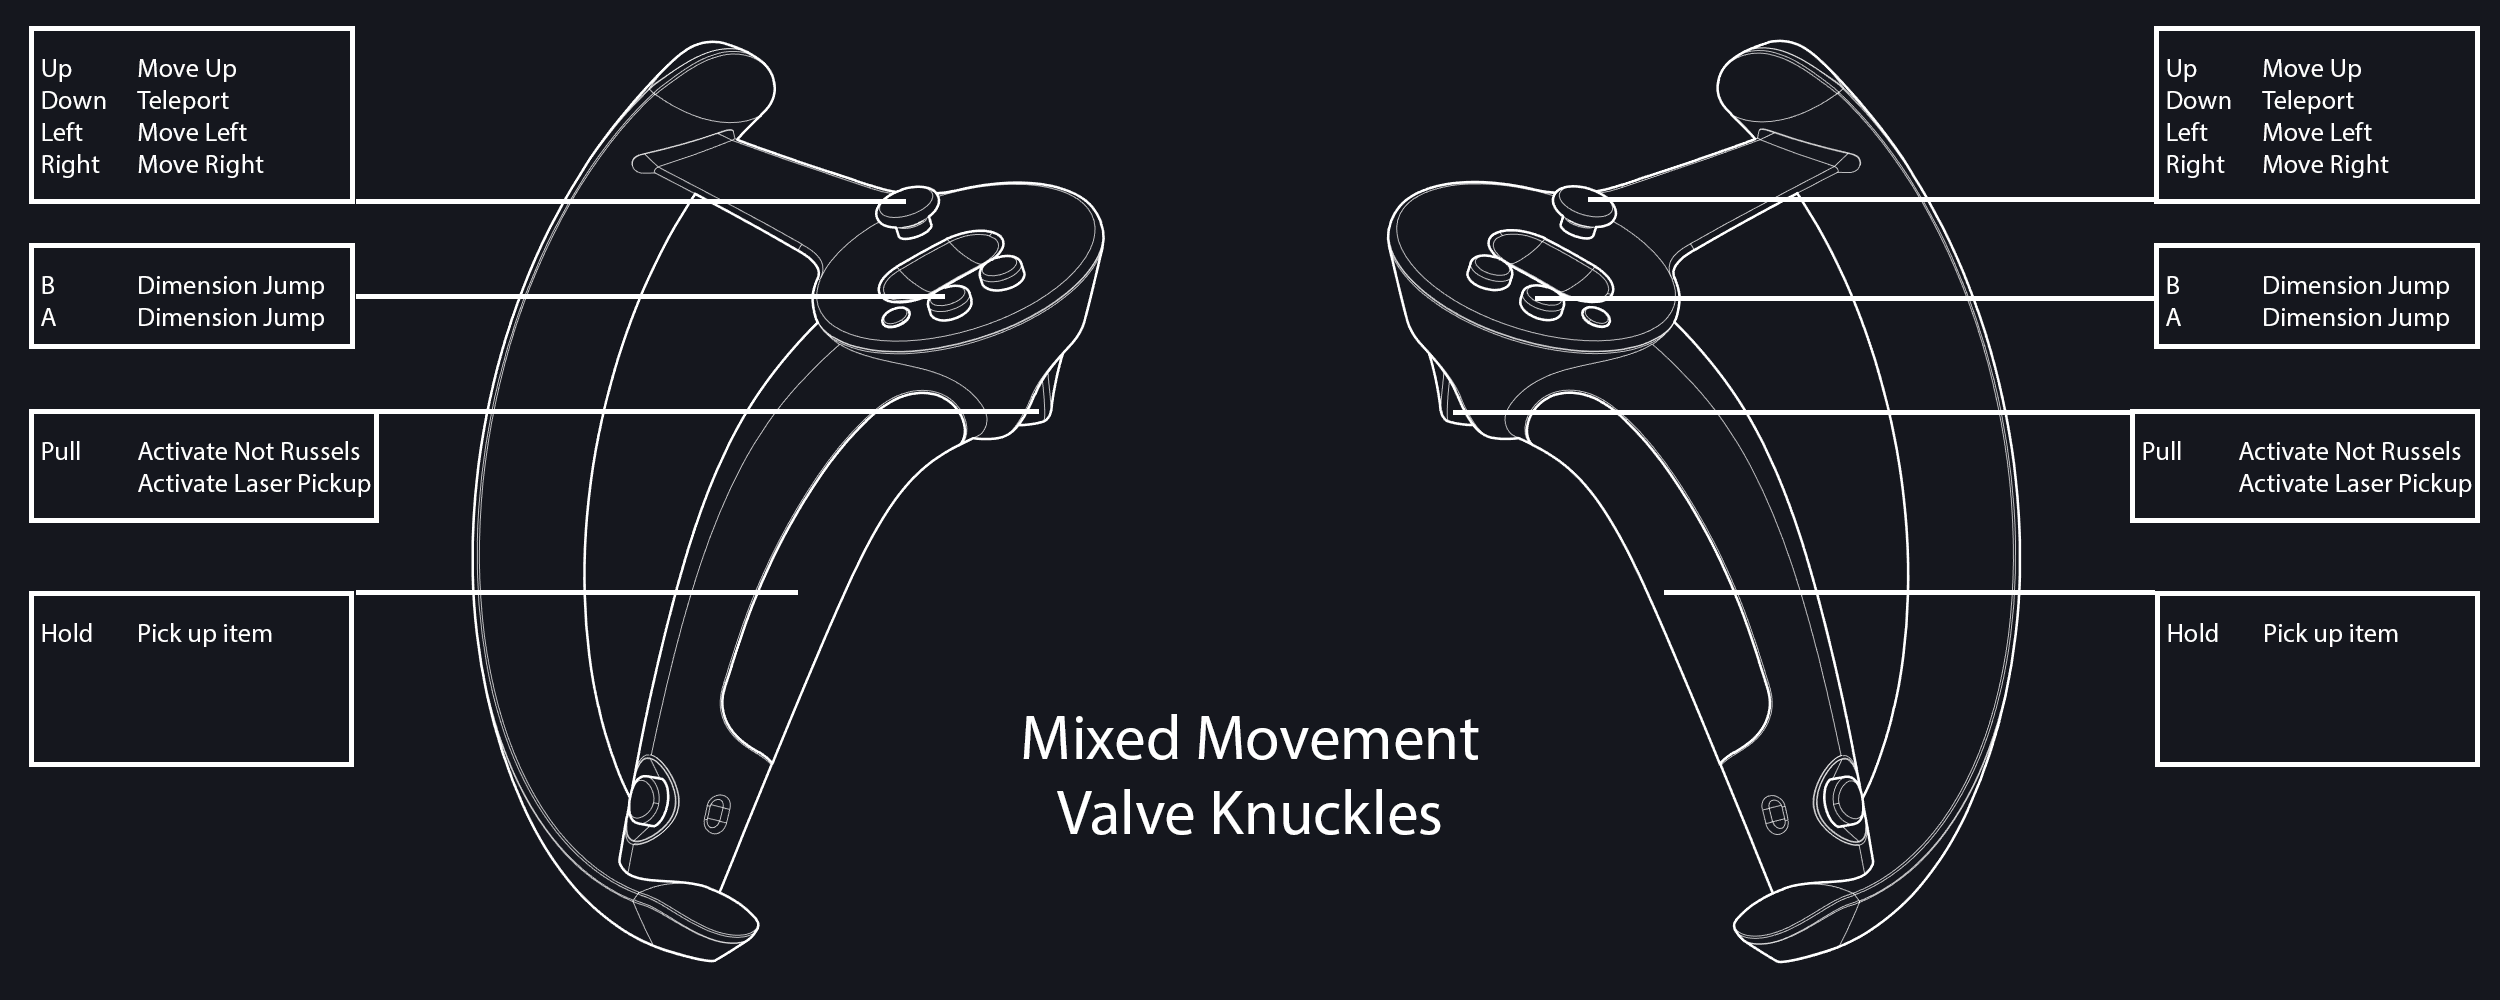 Up Move Up
Down Teleport
Left Move Left
Right Move Right
B Dimension Jump
A Dimension Jump
Pull Activate Not Russels
Activate Laser Pickup
Hold Pick up item
Up Move Up
Down Teleport
Left Move Left
Right Move Right
B Dimension Jump
A Dimension Jump
Pull Activate Not Russels
Activate Laser Pickup
Hold Pick up item
Mixed Movement
Valve Knuckles